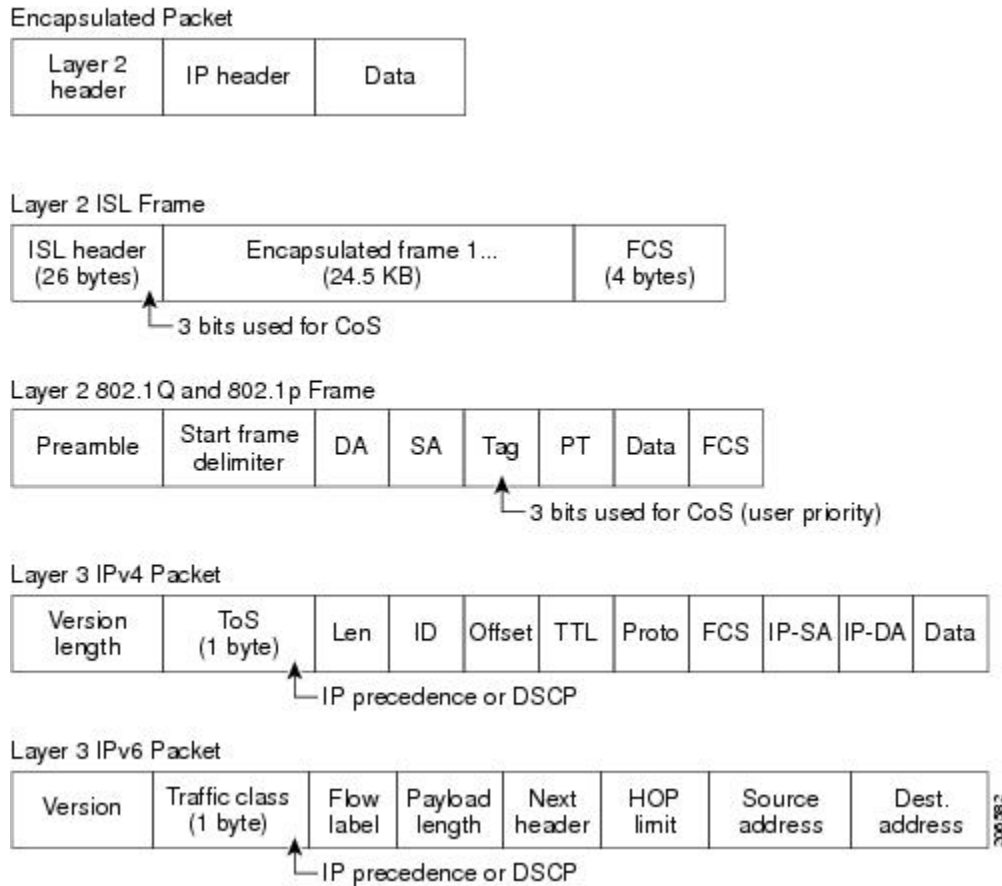 Encapsulated Packet
Layer 2 header
IP header
Data
Layer 2 ISL Frame
ISL header (26 bytes)
Encapsulated frame 1... (24.5 KB)
FCS (4 bytes)
3 bits used for CoS
Layer 2 802.1Q and 802.1p Frame
Preamble
Start frame delimiter
DA
SA
Tag
PT
Data
FCS
3 bits used for CoS (user priority)
Layer 3 IPv4 Packet
Version length
ToS (1 byte)
Len
ID
Offset
TTL
Proto
FCS
IP-SA
IP-DA
Data
IP precedence or DSCP
Layer 3 IPv6 Packet
Version
Traffic class (1 byte)
Flow label
Payload length
Next header
HOP limit
Source address
Dest. address
IP precedence or DSCP